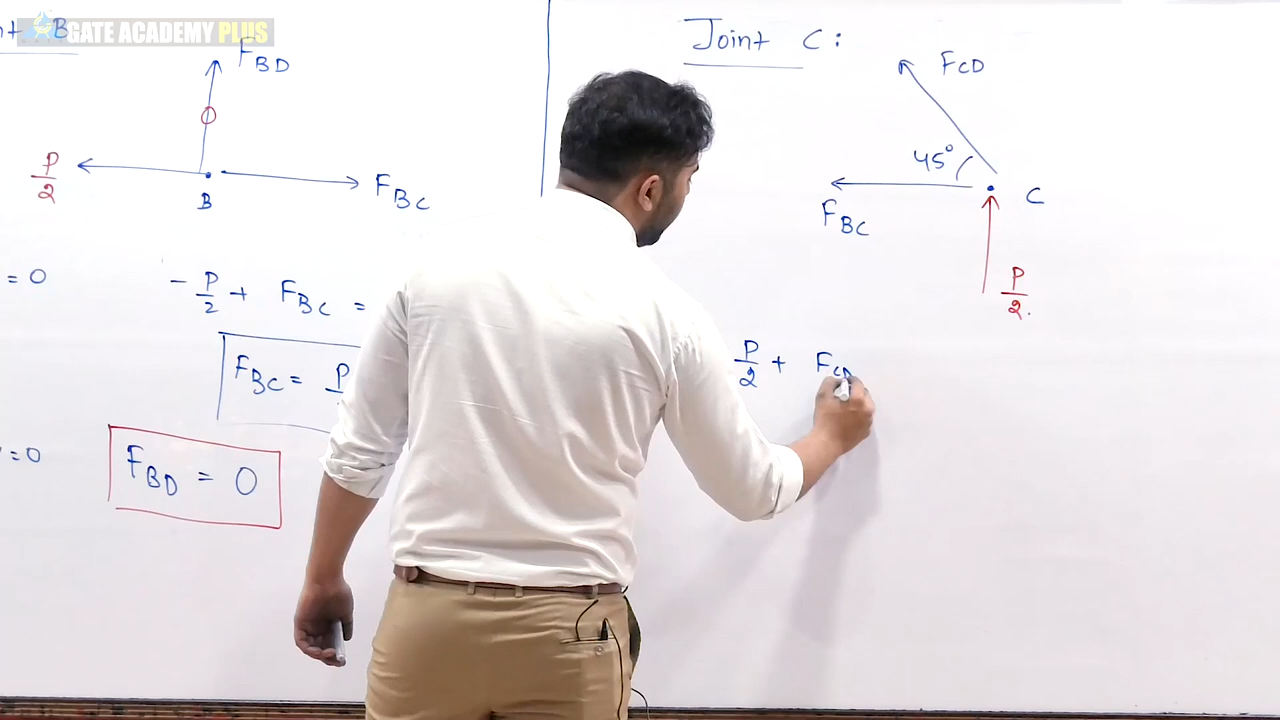 nt B
GATE ACADEMY PLUS
F_BD
P/2
B
F_BC
= 0
- P/2 + F_BC =
F_BC = P
= 0
F_BD = 0
Joint C:
F_CD
45°
F_BC
C
P/2
P/2 + F_CD